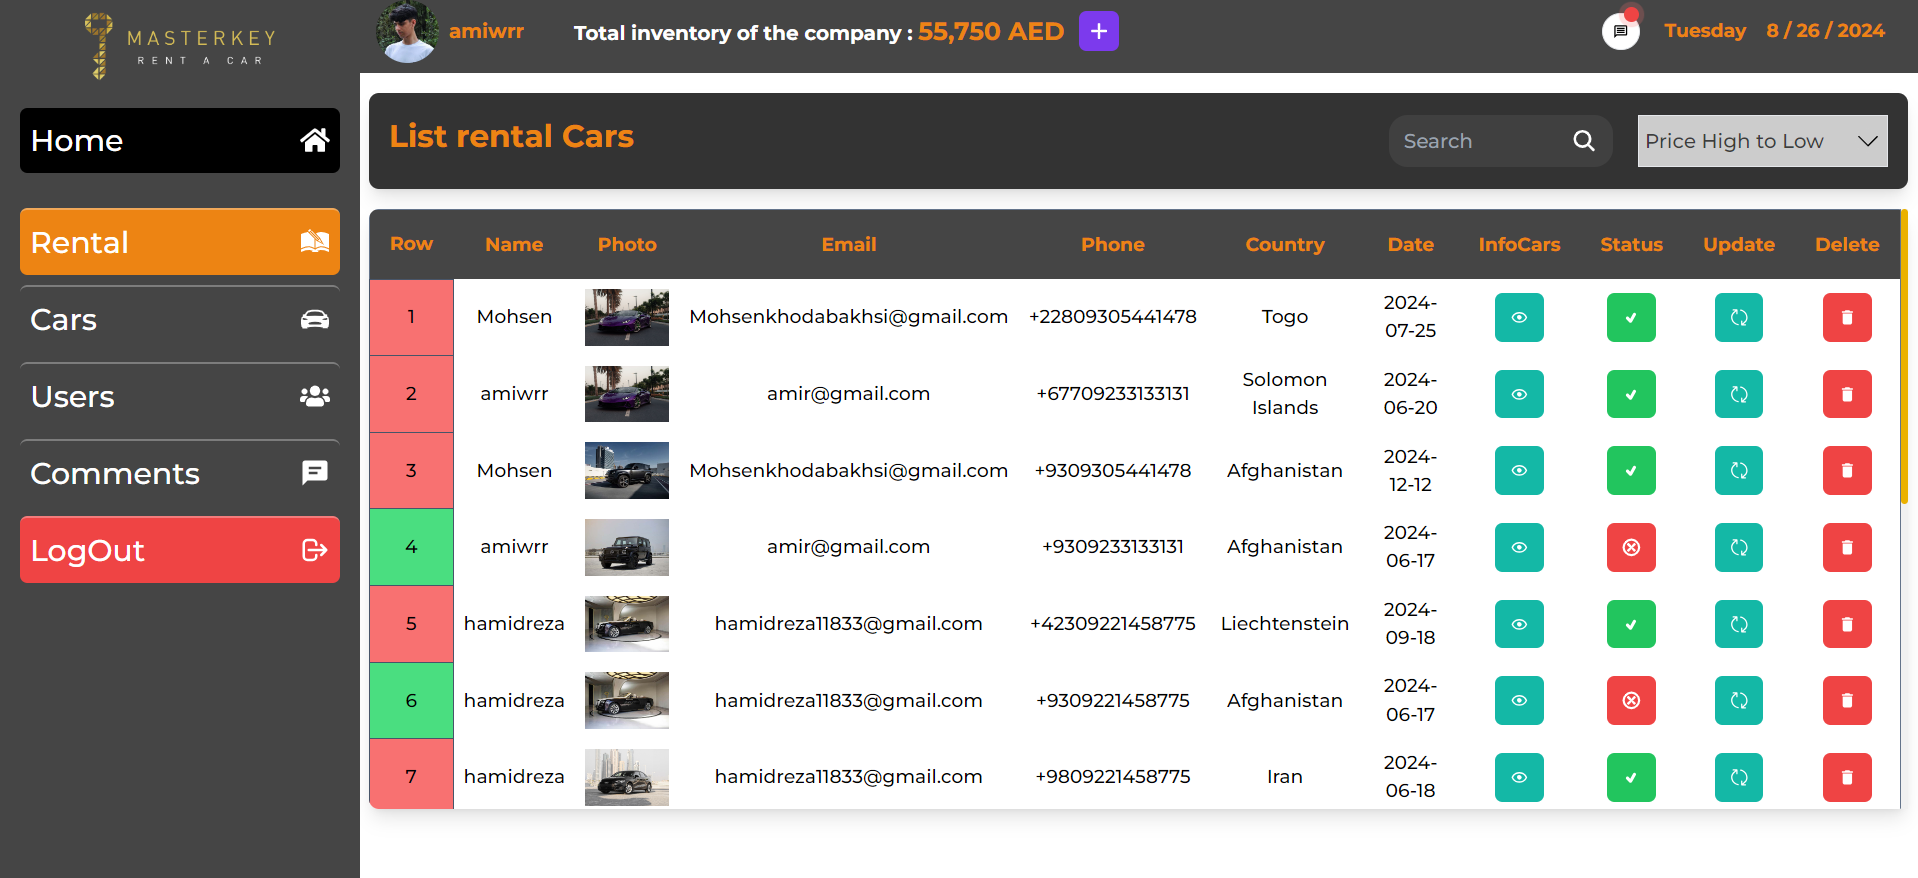 MASTERKEY
RENT A CAR
amiwrr
Total inventory of the company : 55,750 AED
+
Tuesday 8 / 26 / 2024
Home
Rental
Cars
Users
Comments
LogOut
List rental Cars
Search
Price High to Low
Row Name Photo Email Phone Country Date InfoCars Status Update Delete
1 Mohsen Mohsenkhodabakhsi@gmail.com +22809305441478 Togo 2024-
07-25
2 amiwrr amir@gmail.com +67709233133131 Solomon
Islands 2024-
06-20
3 Mohsen Mohsenkhodabakhsi@gmail.com +9309305441478 Afghanistan 2024-
12-12
4 amiwrr amir@gmail.com +9309233133131 Afghanistan 2024-
06-17
5 hamidreza hamidreza11833@gmail.com +42309221458775 Liechtenstein 2024-
09-18
6 hamidreza hamidreza11833@gmail.com +9309221458775 Afghanistan 2024-
06-17
7 hamidreza hamidreza11833@gmail.com +9809221458775 Iran 2024-
06-18